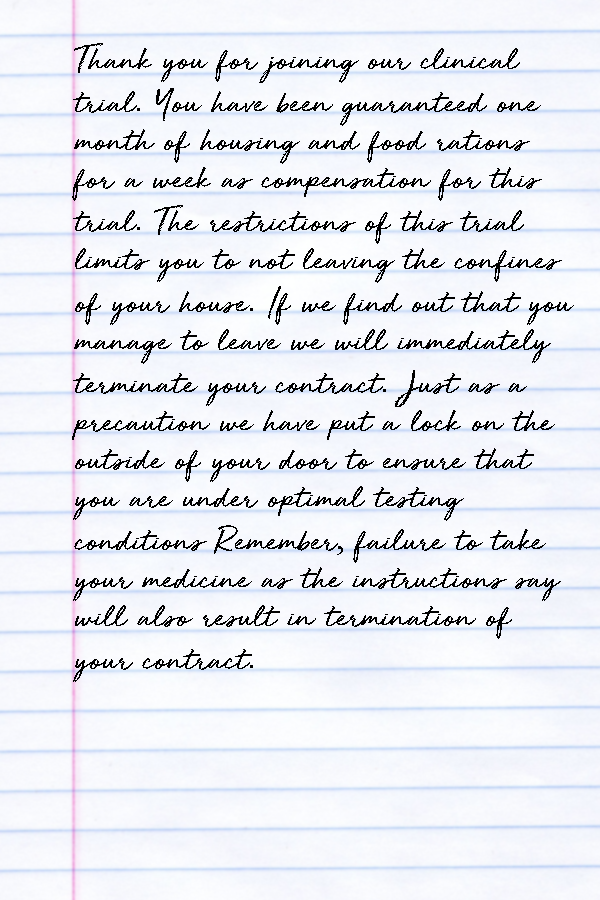 Thank you for joining our clinical
trial. You have been guaranteed one
month of housing and food rations
for a week as compensation for this
trial. The restrictions of this trial
limits you to not leaving the confines
of your house. If we find out that you
manage to leave we will immediately
terminate your contract. Just as a
precaution we have put a lock on the
outside of your door to ensure that
you are under optimal testing
conditions Remember, failure to take
your medicine as the instructions say
will also result in termination of
your contract.